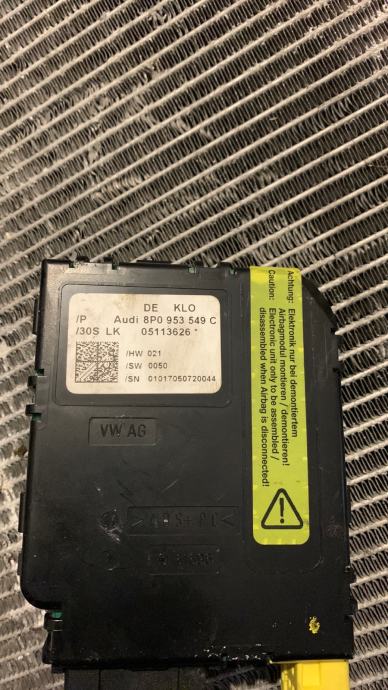 DE KLO
/P Audi 8P0 953 549 C
/30S LK 05113626 *
/HW 021
/SW 0050
/SN 01017050720044
VW AG
Achtung: Elektronik nur bei demontiertem
Airbagmodul montieren / demontieren!
Caution: Electronic unit only to be assembled /
disassembled when Airbag is disconnected!